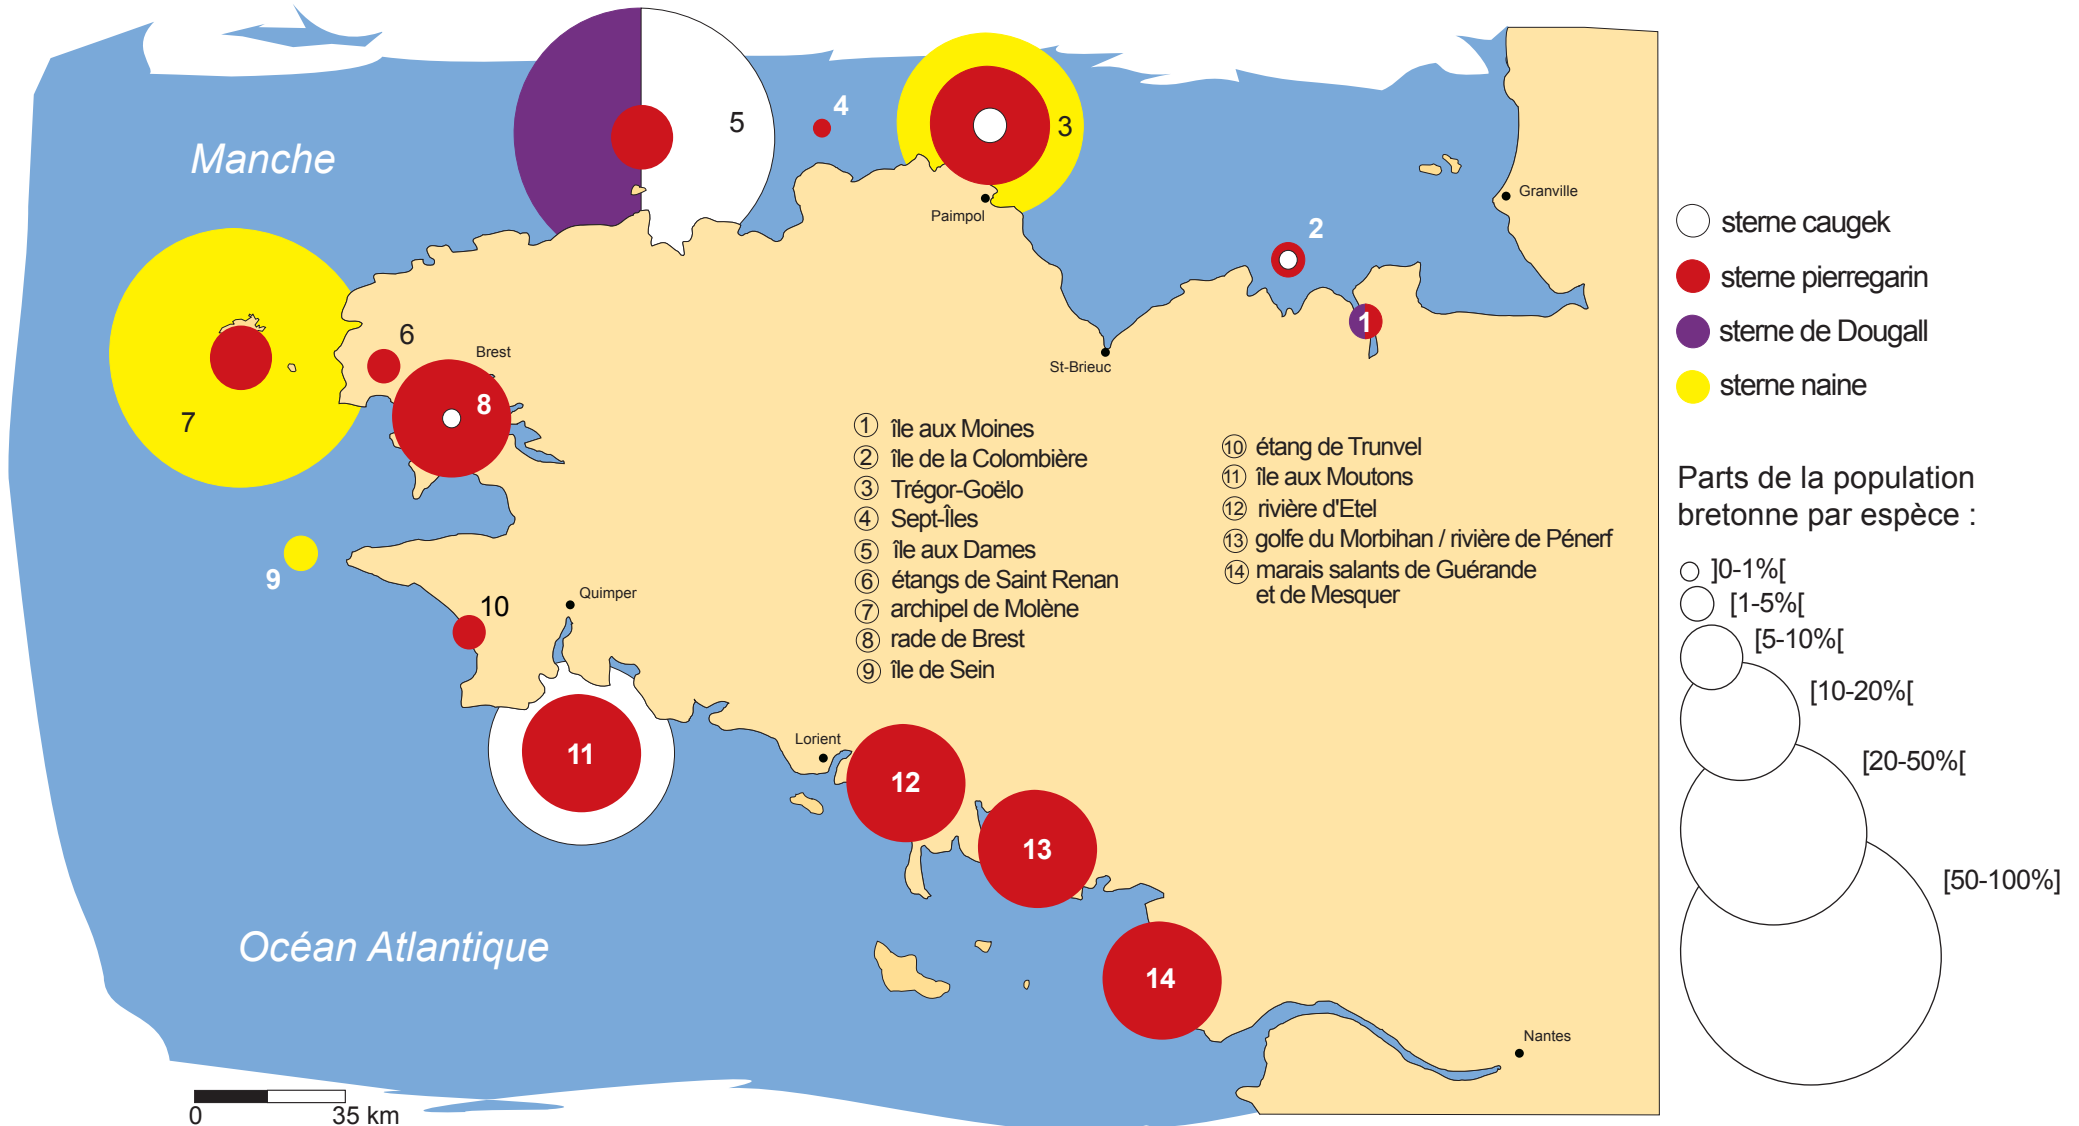 Manche
5
4
3
Paimpol
Granville
2
1
St-Brieuc
6
Brest
7
8
9
10
Quimper
11
Lorient
12
13
14
Nantes
Océan Atlantique
0
35 km
1 île aux Moines
2 île de la Colombière
3 Trégor-Goëlo
4 Sept-Îles
5 île aux Dames
6 étangs de Saint Renan
7 archipel de Molène
8 rade de Brest
9 île de Sein
10 étang de Trunvel
11 île aux Moutons
12 rivière d'Etel
13 golfe du Morbihan / rivière de Pénerf
14 marais salants de Guérande
et de Mesquer
sterne caugek
sterne pierregarin
sterne de Dougall
sterne naine
Parts de la population
bretonne par espèce :
]0-1%[
[1-5%[
[5-10%[
[10-20%[
[20-50%[
[50-100%]